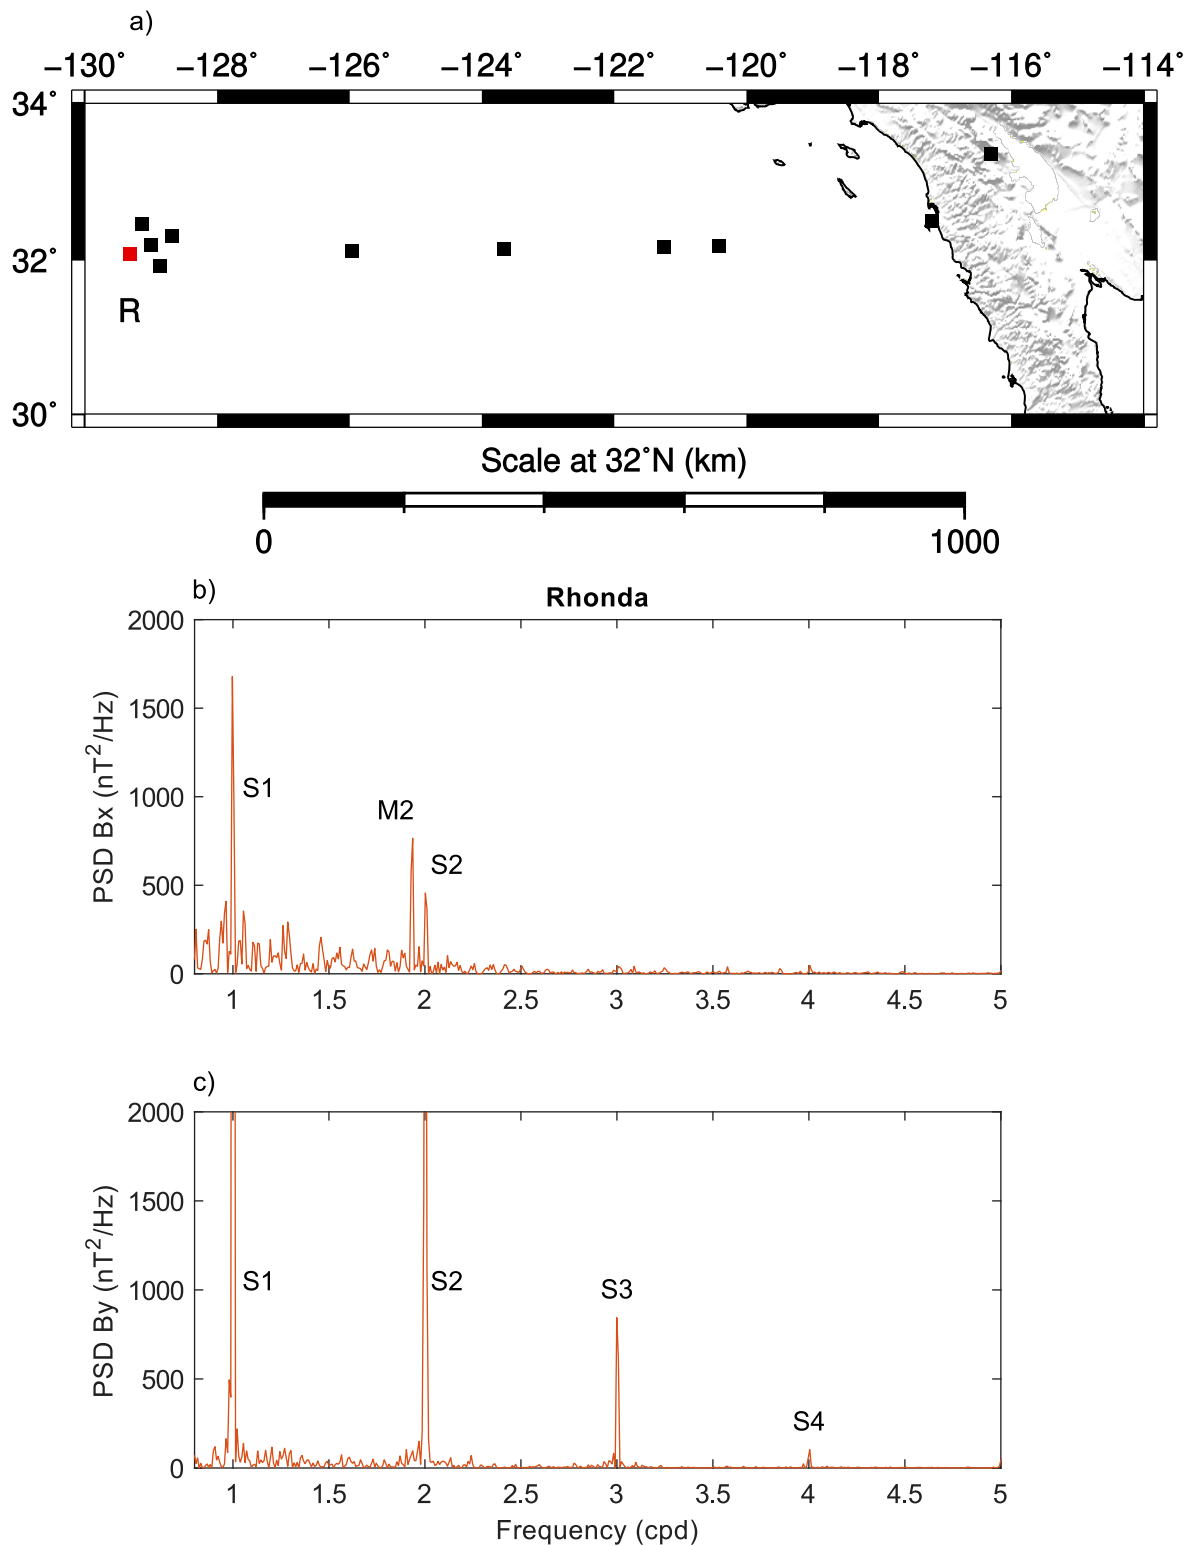 a)
−130˚ −128˚ −126˚ −124˚ −122˚ −120˚ −118˚ −116˚ −114˚
34˚
32˚
30˚
R
Scale at 32˚N (km)
0 1000
b)
Rhonda
PSD Bx (nT²/Hz)
2000
1500
1000
500
0
S1
M2
S2
1 1.5 2 2.5 3 3.5 4 4.5 5
c)
PSD By (nT²/Hz)
2000
1500
1000
500
0
S1
S2
S3
S4
1 1.5 2 2.5 3 3.5 4 4.5 5
Frequency (cpd)